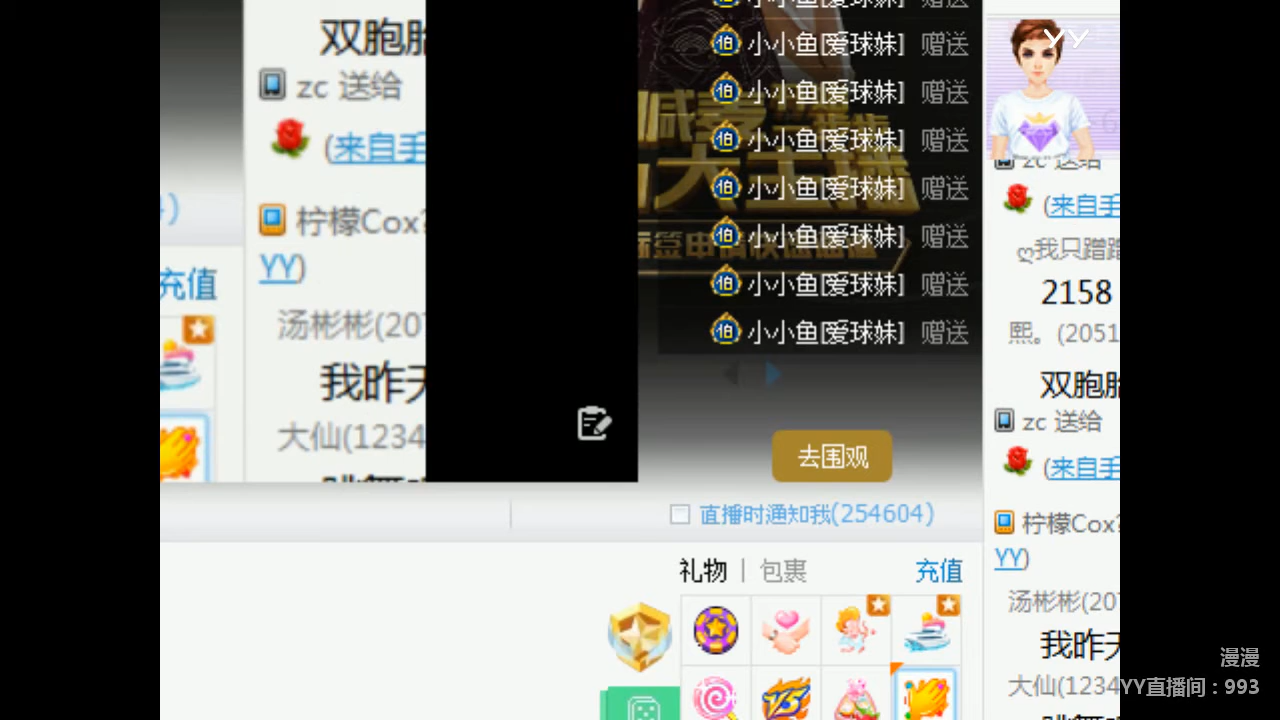 双胞胎
zc 送给
(来自手
柠檬Cox?
YY)
充值
汤彬彬(207
我昨天
大仙(1234
小小鱼[爱球妹] 赠送
小小鱼[爱球妹] 赠送
小小鱼[爱球妹] 赠送
小小鱼[爱球妹] 赠送
小小鱼[爱球妹] 赠送
小小鱼[爱球妹] 赠送
小小鱼[爱球妹] 赠送
去围观
直播时通知我(254604)
礼物 | 包裹
充值
VS
YY
zc 送给
(来自手
ღ我只蹭蹭
2158
熙。(2051
双胞胎
zc 送给
(来自手
柠檬Cox?
YY)
汤彬彬(207
我昨天
大仙(1234
漫漫
YY直播间：993